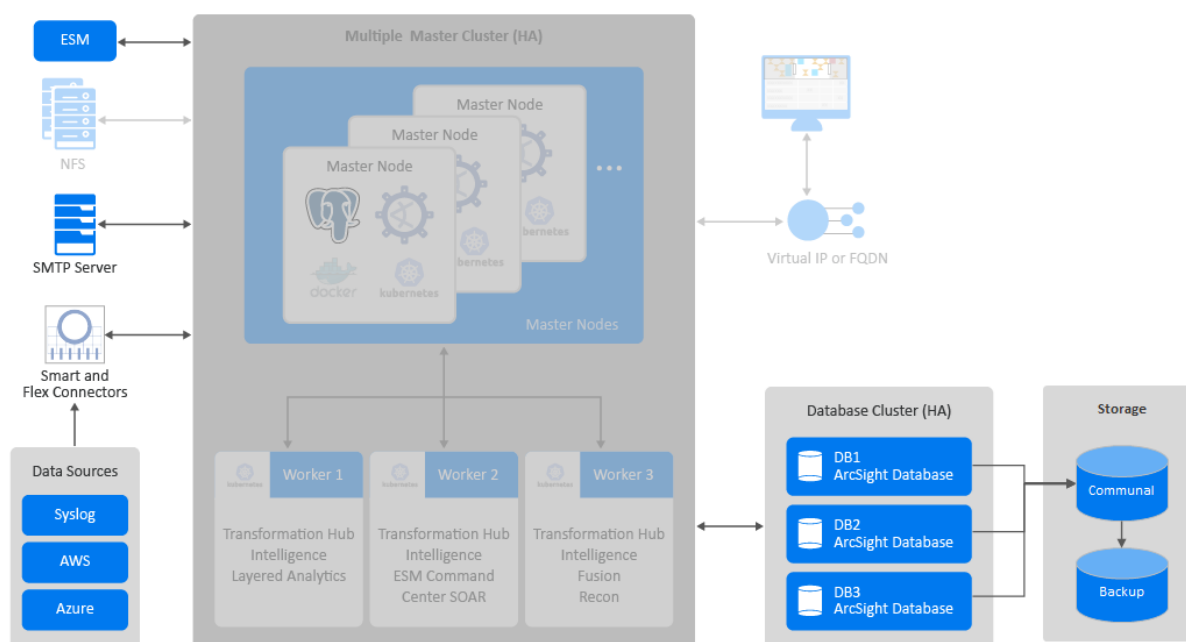 ESM
NFS
SMTP Server
Smart and
Flex Connectors
Data Sources
Syslog
AWS
Azure
Multiple Master Cluster (HA)
Master Node
Master Node
Master Node
docker
kubernetes
kubernetes
kubernetes
...
Master Nodes
kubernetes
Worker 1
Transformation Hub
Intelligence
Layered Analytics
kubernetes
Worker 2
Transformation Hub
Intelligence
ESM Command
Center SOAR
kubernetes
Worker 3
Transformation Hub
Intelligence
Fusion
Recon
Virtual IP or FQDN
Database Cluster (HA)
DB1
ArcSight Database
DB2
ArcSight Database
DB3
ArcSight Database
Storage
Communal
Backup